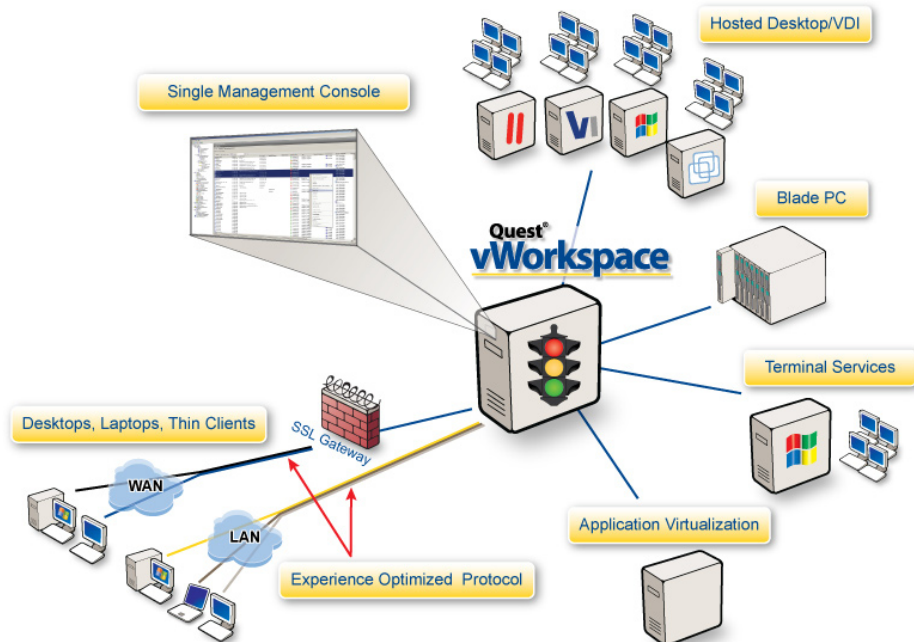 Hosted Desktop/VDI
Single Management Console
Blade PC
Quest®
vWorkspace
Terminal Services
Desktops, Laptops, Thin Clients
SSL Gateway
WAN
LAN
Application Virtualization
Experience Optimized Protocol